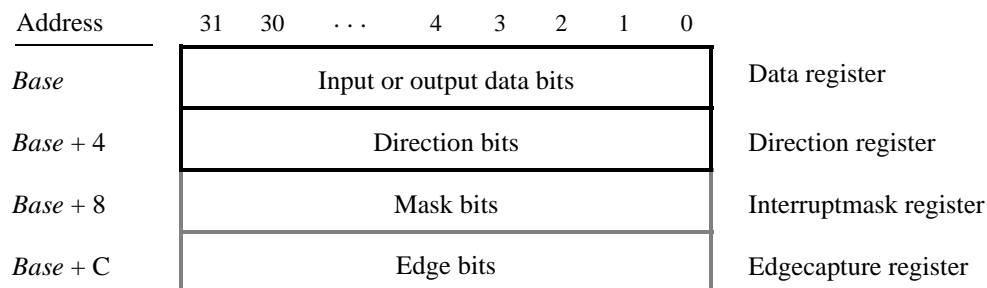 Address 31 30 · · · 4 3 2 1 0
Base Input or output data bits Data register
Base + 4 Direction bits Direction register
Base + 8 Mask bits Interruptmask register
Base + C Edge bits Edgecapture register